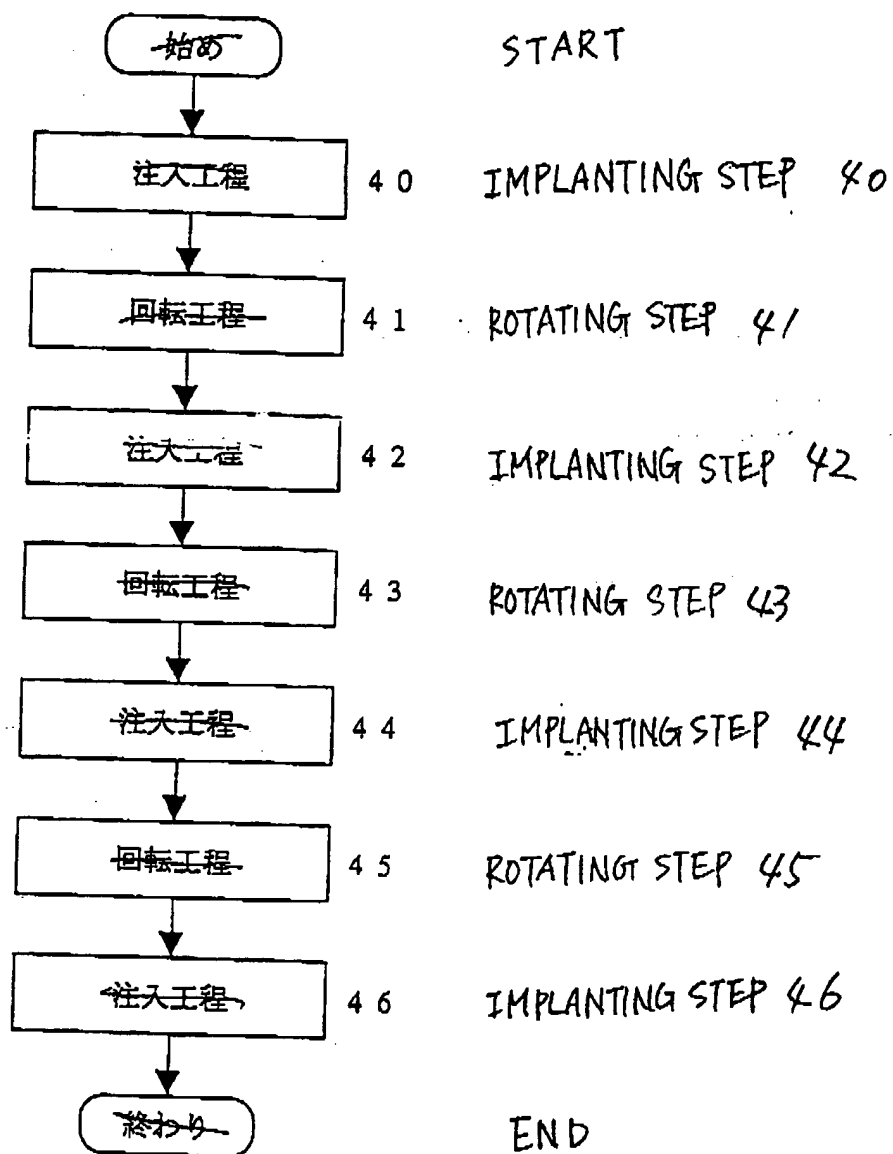 始め START
注入工程 40 IMPLANTING STEP 40
回転工程 41 ROTATING STEP 41
注入工程 42 IMPLANTING STEP 42
回転工程 43 ROTATING STEP 43
注入工程 44 IMPLANTING STEP 44
回転工程 45 ROTATING STEP 45
注入工程 46 IMPLANTING STEP 46
終わり END